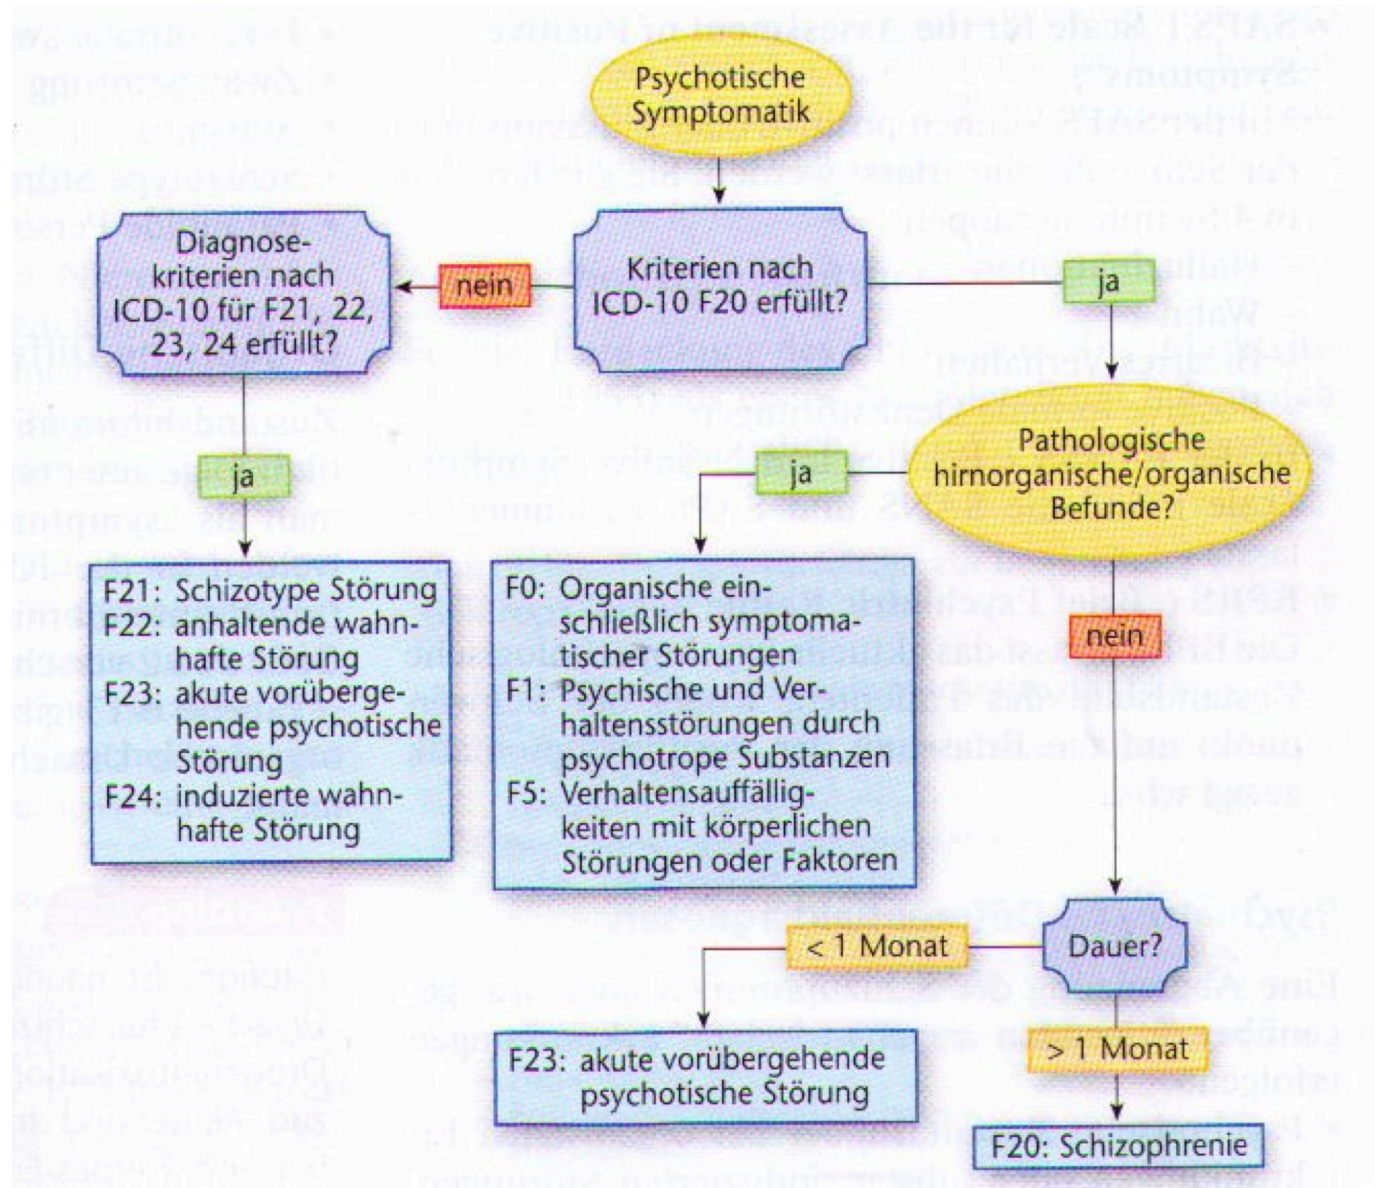 Psychotische
Symptomatik
Diagnose-
kriterien nach
ICD-10 für F21, 22,
23, 24 erfüllt?
nein
Kriterien nach
ICD-10 F20 erfüllt?
ja
Pathologische
hirnorganische/organische
Befunde?
ja
ja
nein
F21: Schizotype Störung
F22: anhaltende wahn-
hafte Störung
F23: akute vorüberge-
hende psychotische
Störung
F24: induzierte wahn-
hafte Störung
F0: Organische ein-
schließlich symptoma-
tischer Störungen
F1: Psychische und Ver-
haltensstörungen durch
psychotrope Substanzen
F5: Verhaltensauffällig-
keiten mit körperlichen
Störungen oder Faktoren
Dauer?
< 1 Monat
> 1 Monat
F23: akute vorübergehende
psychotische Störung
F20: Schizophrenie